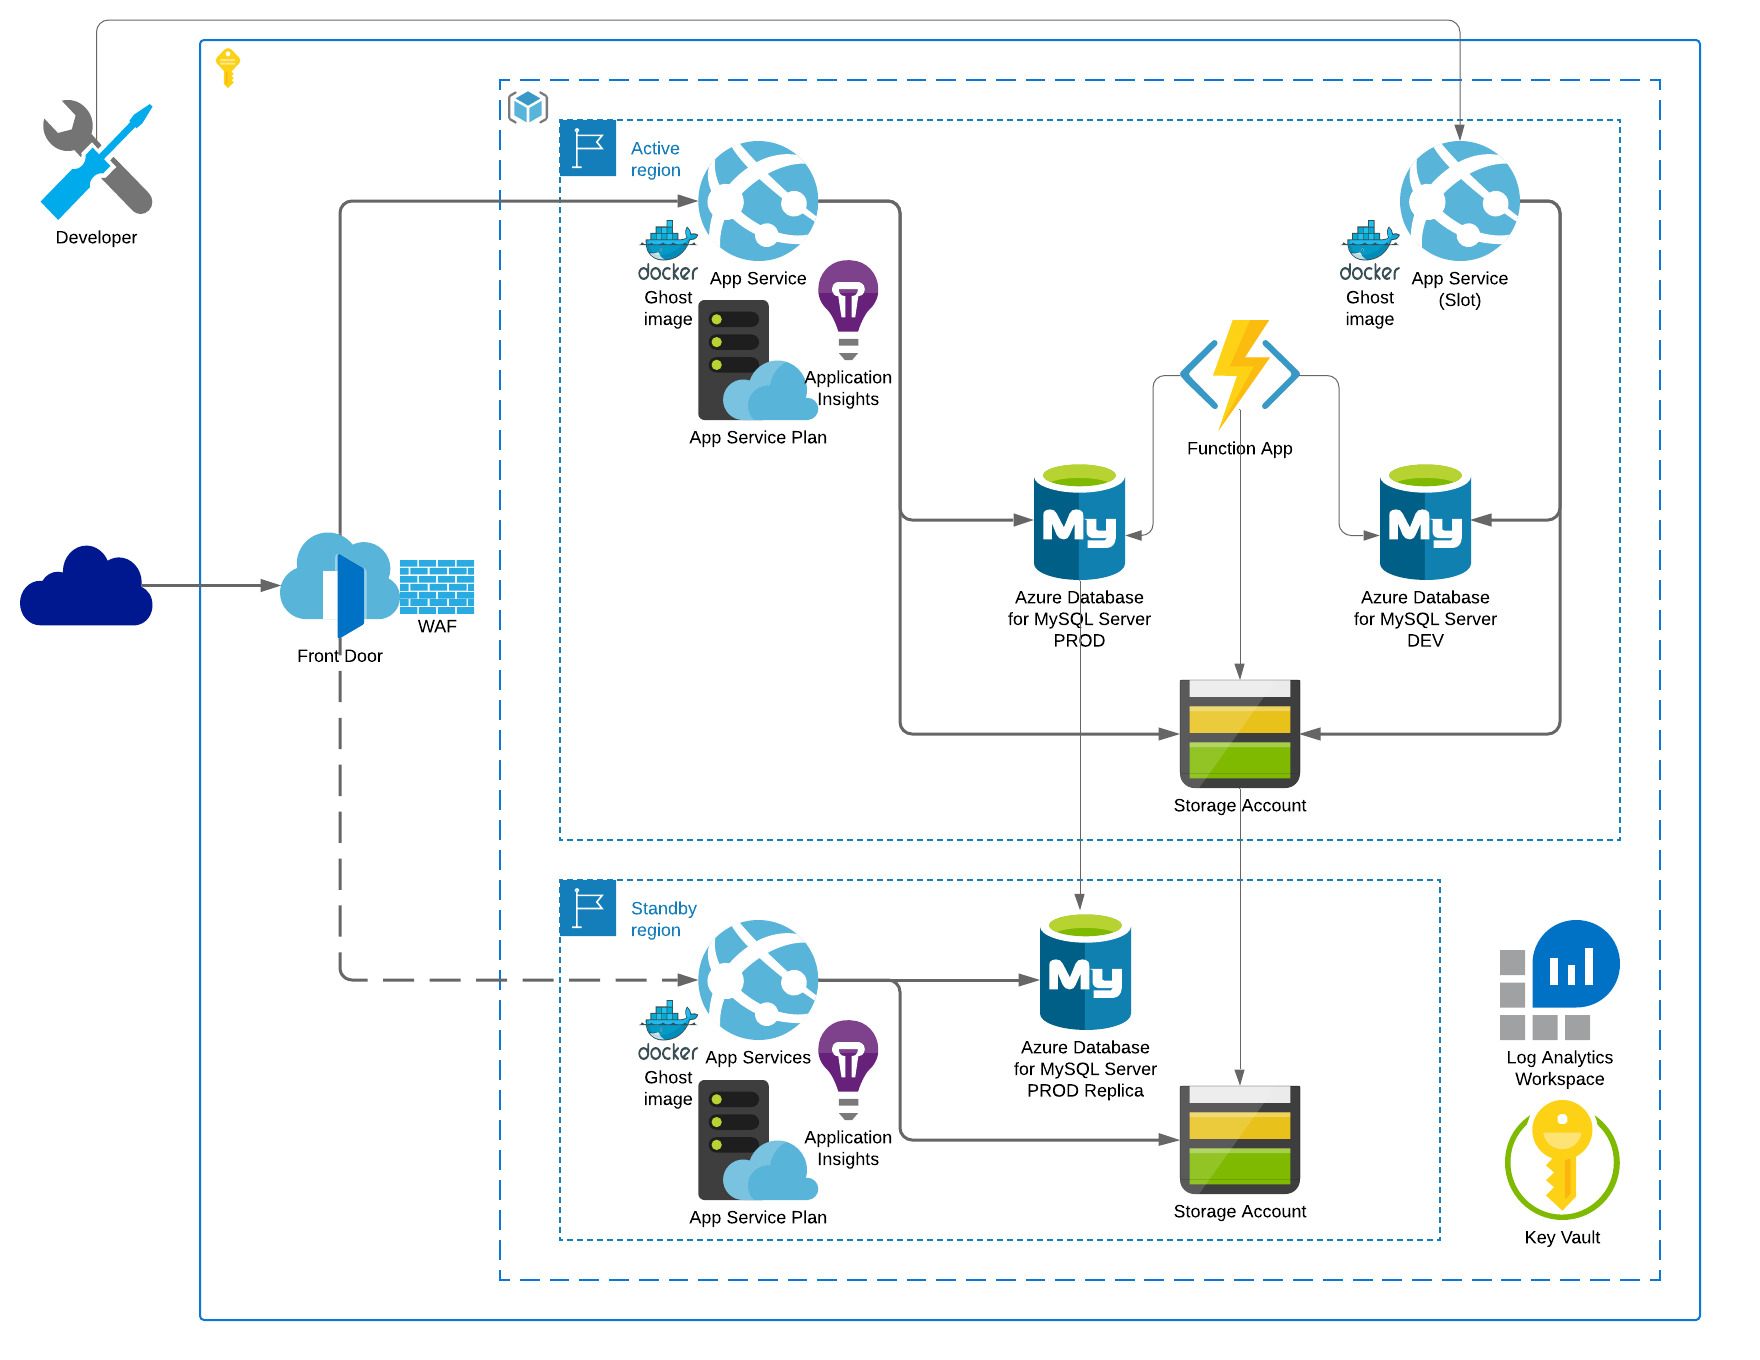 Developer
Active
region
docker
Ghost
image
App Service
Application
Insights
App Service Plan
docker
Ghost
image
App Service
(Slot)
Function App
My
Azure Database
for MySQL Server
PROD
My
Azure Database
for MySQL Server
DEV
WAF
Front Door
Storage Account
Standby
region
docker
Ghost
image
App Services
Application
Insights
App Service Plan
My
Azure Database
for MySQL Server
PROD Replica
Storage Account
Log Analytics
Workspace
Key Vault